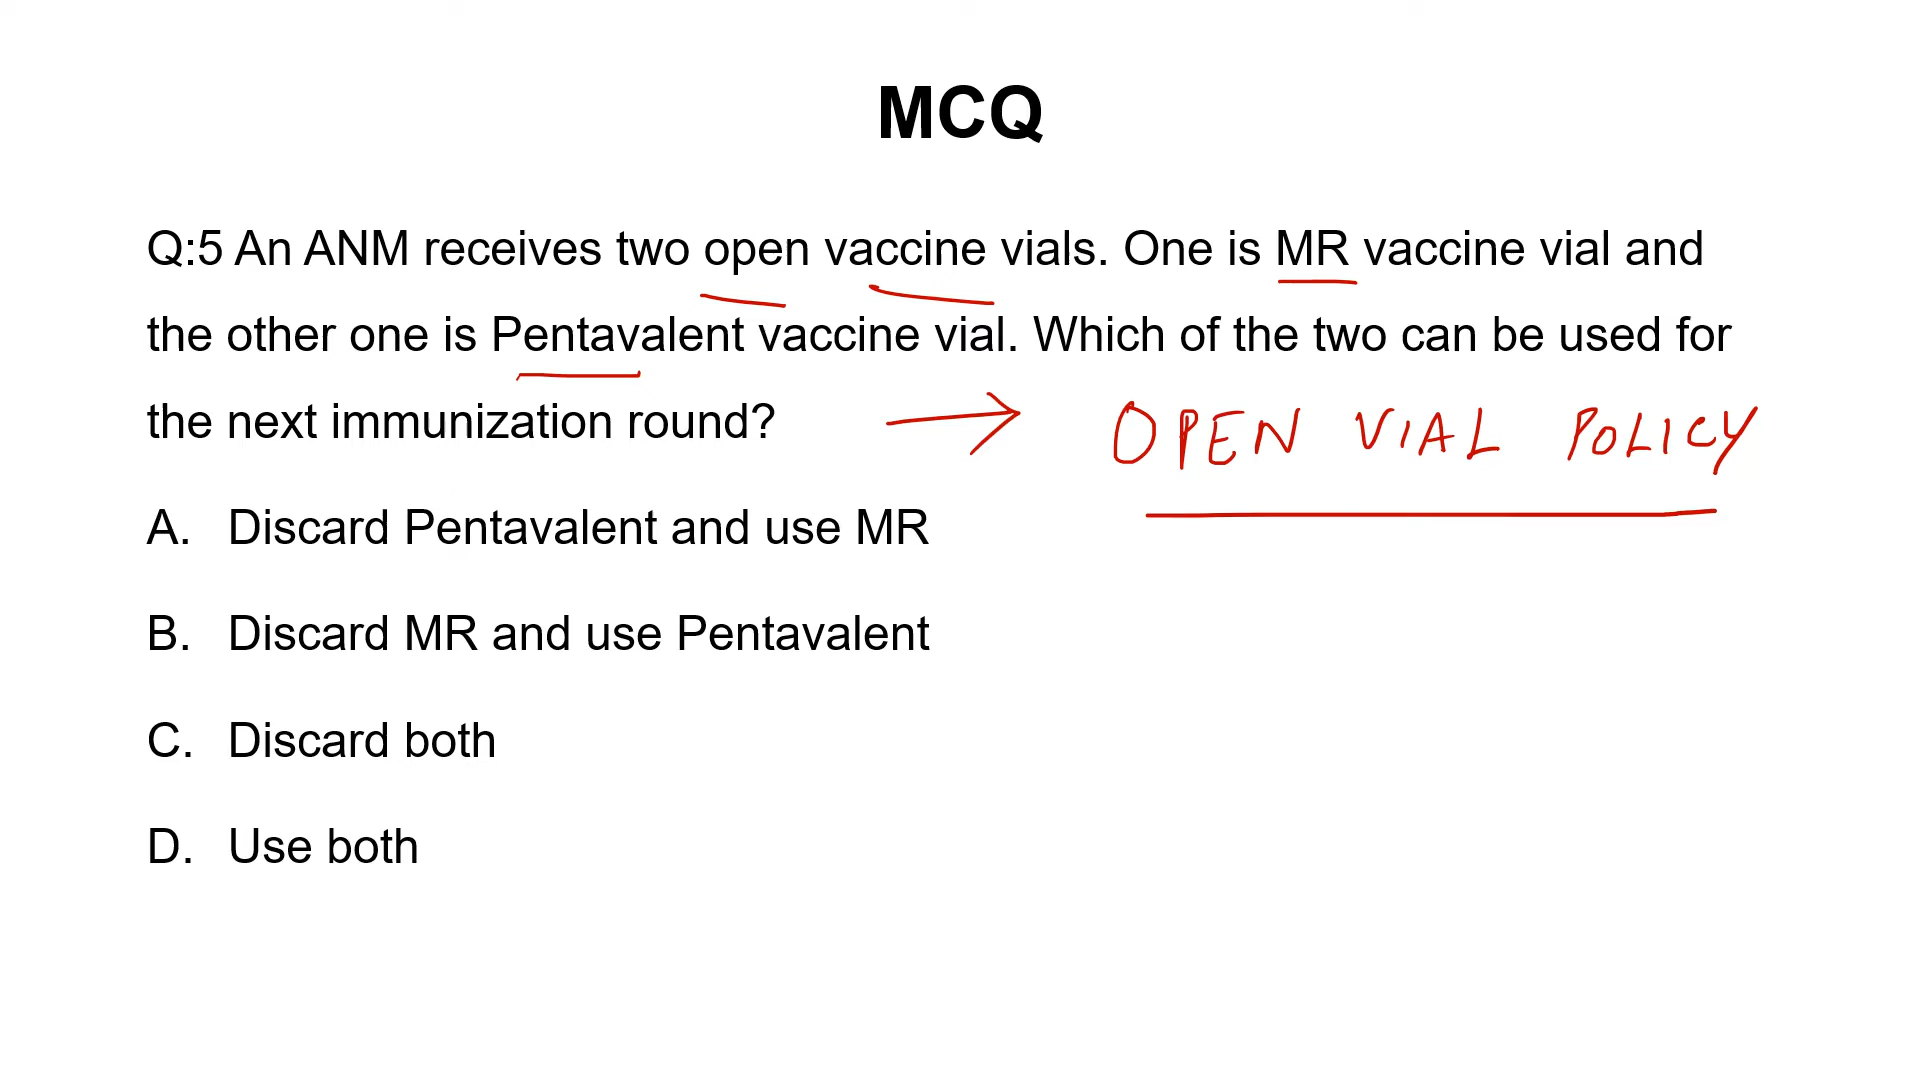 MCQ
Q:5 An ANM receives two open vaccine vials. One is MR vaccine vial and
the other one is Pentavalent vaccine vial. Which of the two can be used for
the next immunization round?
OPEN VIAL POLICY
A. Discard Pentavalent and use MR
B. Discard MR and use Pentavalent
C. Discard both
D. Use both